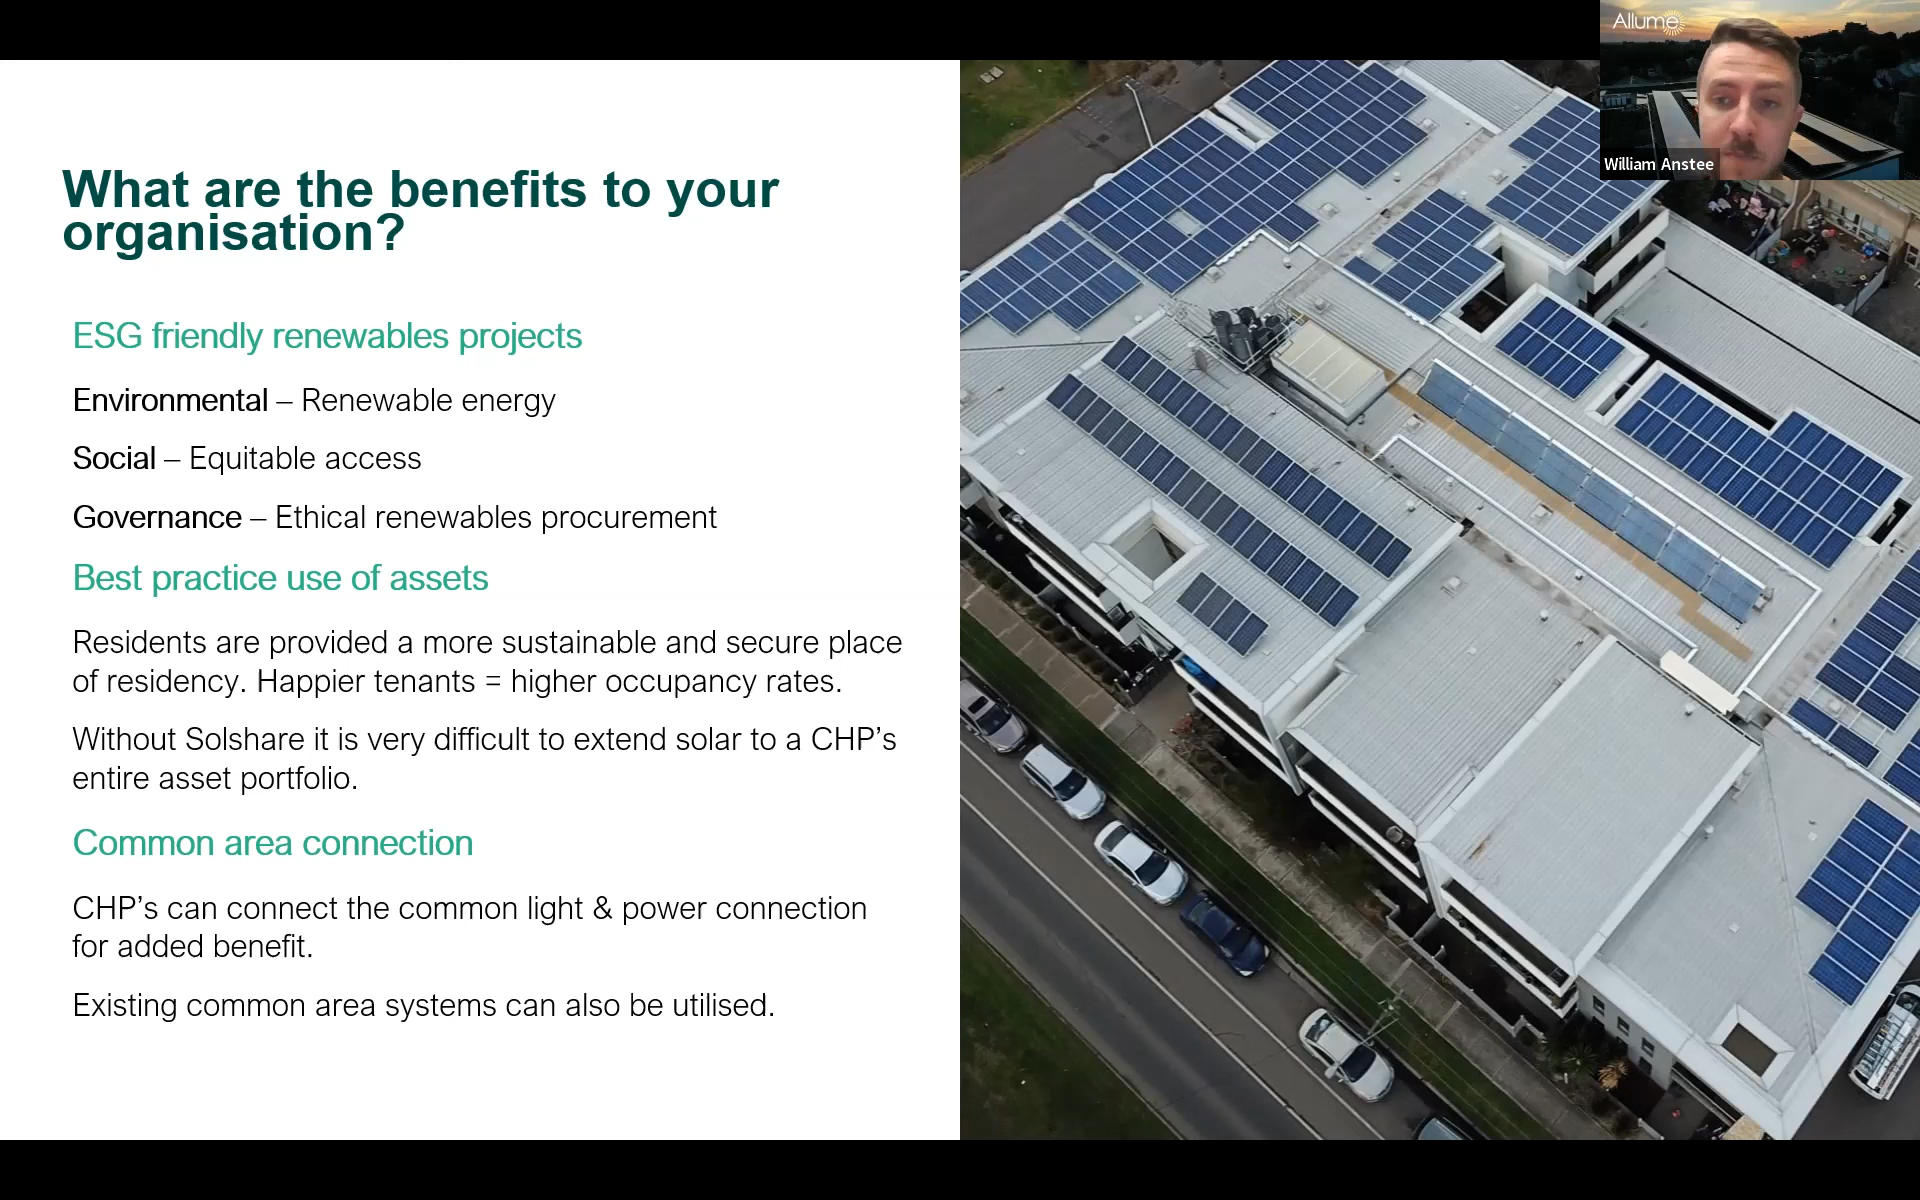 Allume
William Anstee
What are the benefits to your
organisation?
ESG friendly renewables projects
Environmental – Renewable energy
Social – Equitable access
Governance – Ethical renewables procurement
Best practice use of assets
Residents are provided a more sustainable and secure place
of residency. Happier tenants = higher occupancy rates.
Without Solshare it is very difficult to extend solar to a CHP’s
entire asset portfolio.
Common area connection
CHP’s can connect the common light & power connection
for added benefit.
Existing common area systems can also be utilised.